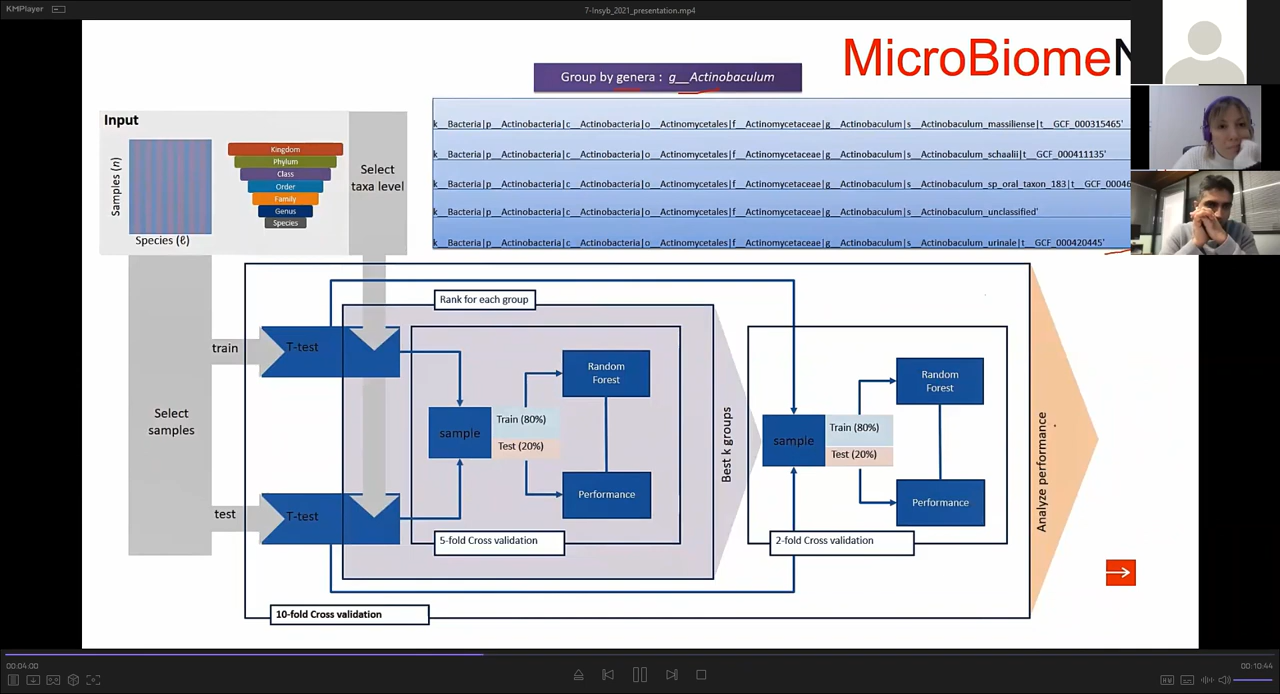 KMPlayer
7-Insyb_2021_presentation.mp4
MicroBiome
Group by genera : g__Actinobaculum
Input
Samples (n)
Species (ℓ)
Kingdom
Phylum
Class
Order
Family
Genus
Species
Select
taxa level
k__Bacteria|p__Actinobacteria|c__Actinobacteria|o__Actinomycetales|f__Actinomycetaceae|g__Actinobaculum|s__Actinobaculum_massiliense|t__GCF_000315465'
k__Bacteria|p__Actinobacteria|c__Actinobacteria|o__Actinomycetales|f__Actinomycetaceae|g__Actinobaculum|s__Actinobaculum_schaalii|t__GCF_000411135'
k__Bacteria|p__Actinobacteria|c__Actinobacteria|o__Actinomycetales|f__Actinomycetaceae|g__Actinobaculum|s__Actinobaculum_sp_oral_taxon_183|t__GCF_00046
k__Bacteria|p__Actinobacteria|c__Actinobacteria|o__Actinomycetales|f__Actinomycetaceae|g__Actinobaculum|s__Actinobaculum_unclassified'
k__Bacteria|p__Actinobacteria|c__Actinobacteria|o__Actinomycetales|f__Actinomycetaceae|g__Actinobaculum|s__Actinobaculum_urinale|t__GCF_000420445'
Select
samples
train
test
T-test
T-test
Rank for each group
sample
Train (80%)
Test (20%)
Random
Forest
Performance
5-fold Cross validation
Best k groups
sample
Train (80%)
Test (20%)
Random
Forest
Performance
2-fold Cross validation
Analyze performance
10-fold Cross validation
00:04:00
00:10:44